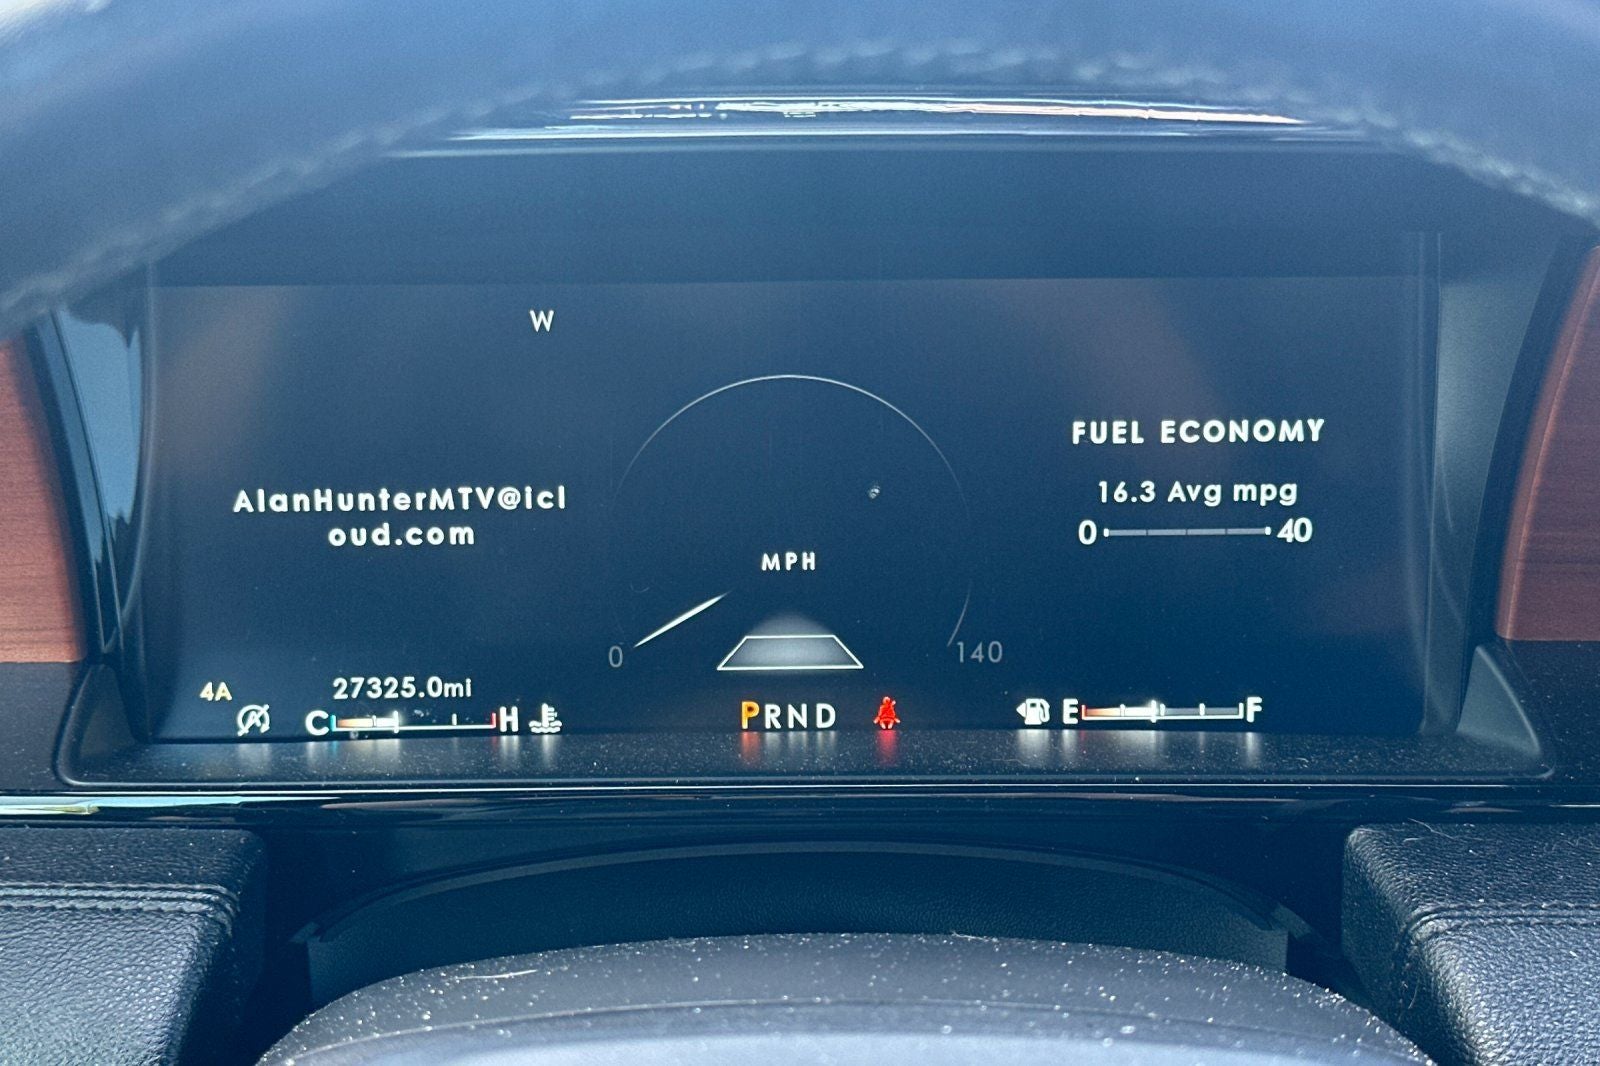 W
FUEL ECONOMY
16.3 Avg mpg
0 40
AlanHunterMTV@icl
oud.com
MPH
0 140
4A 27325.0mi
A C H PRND E F